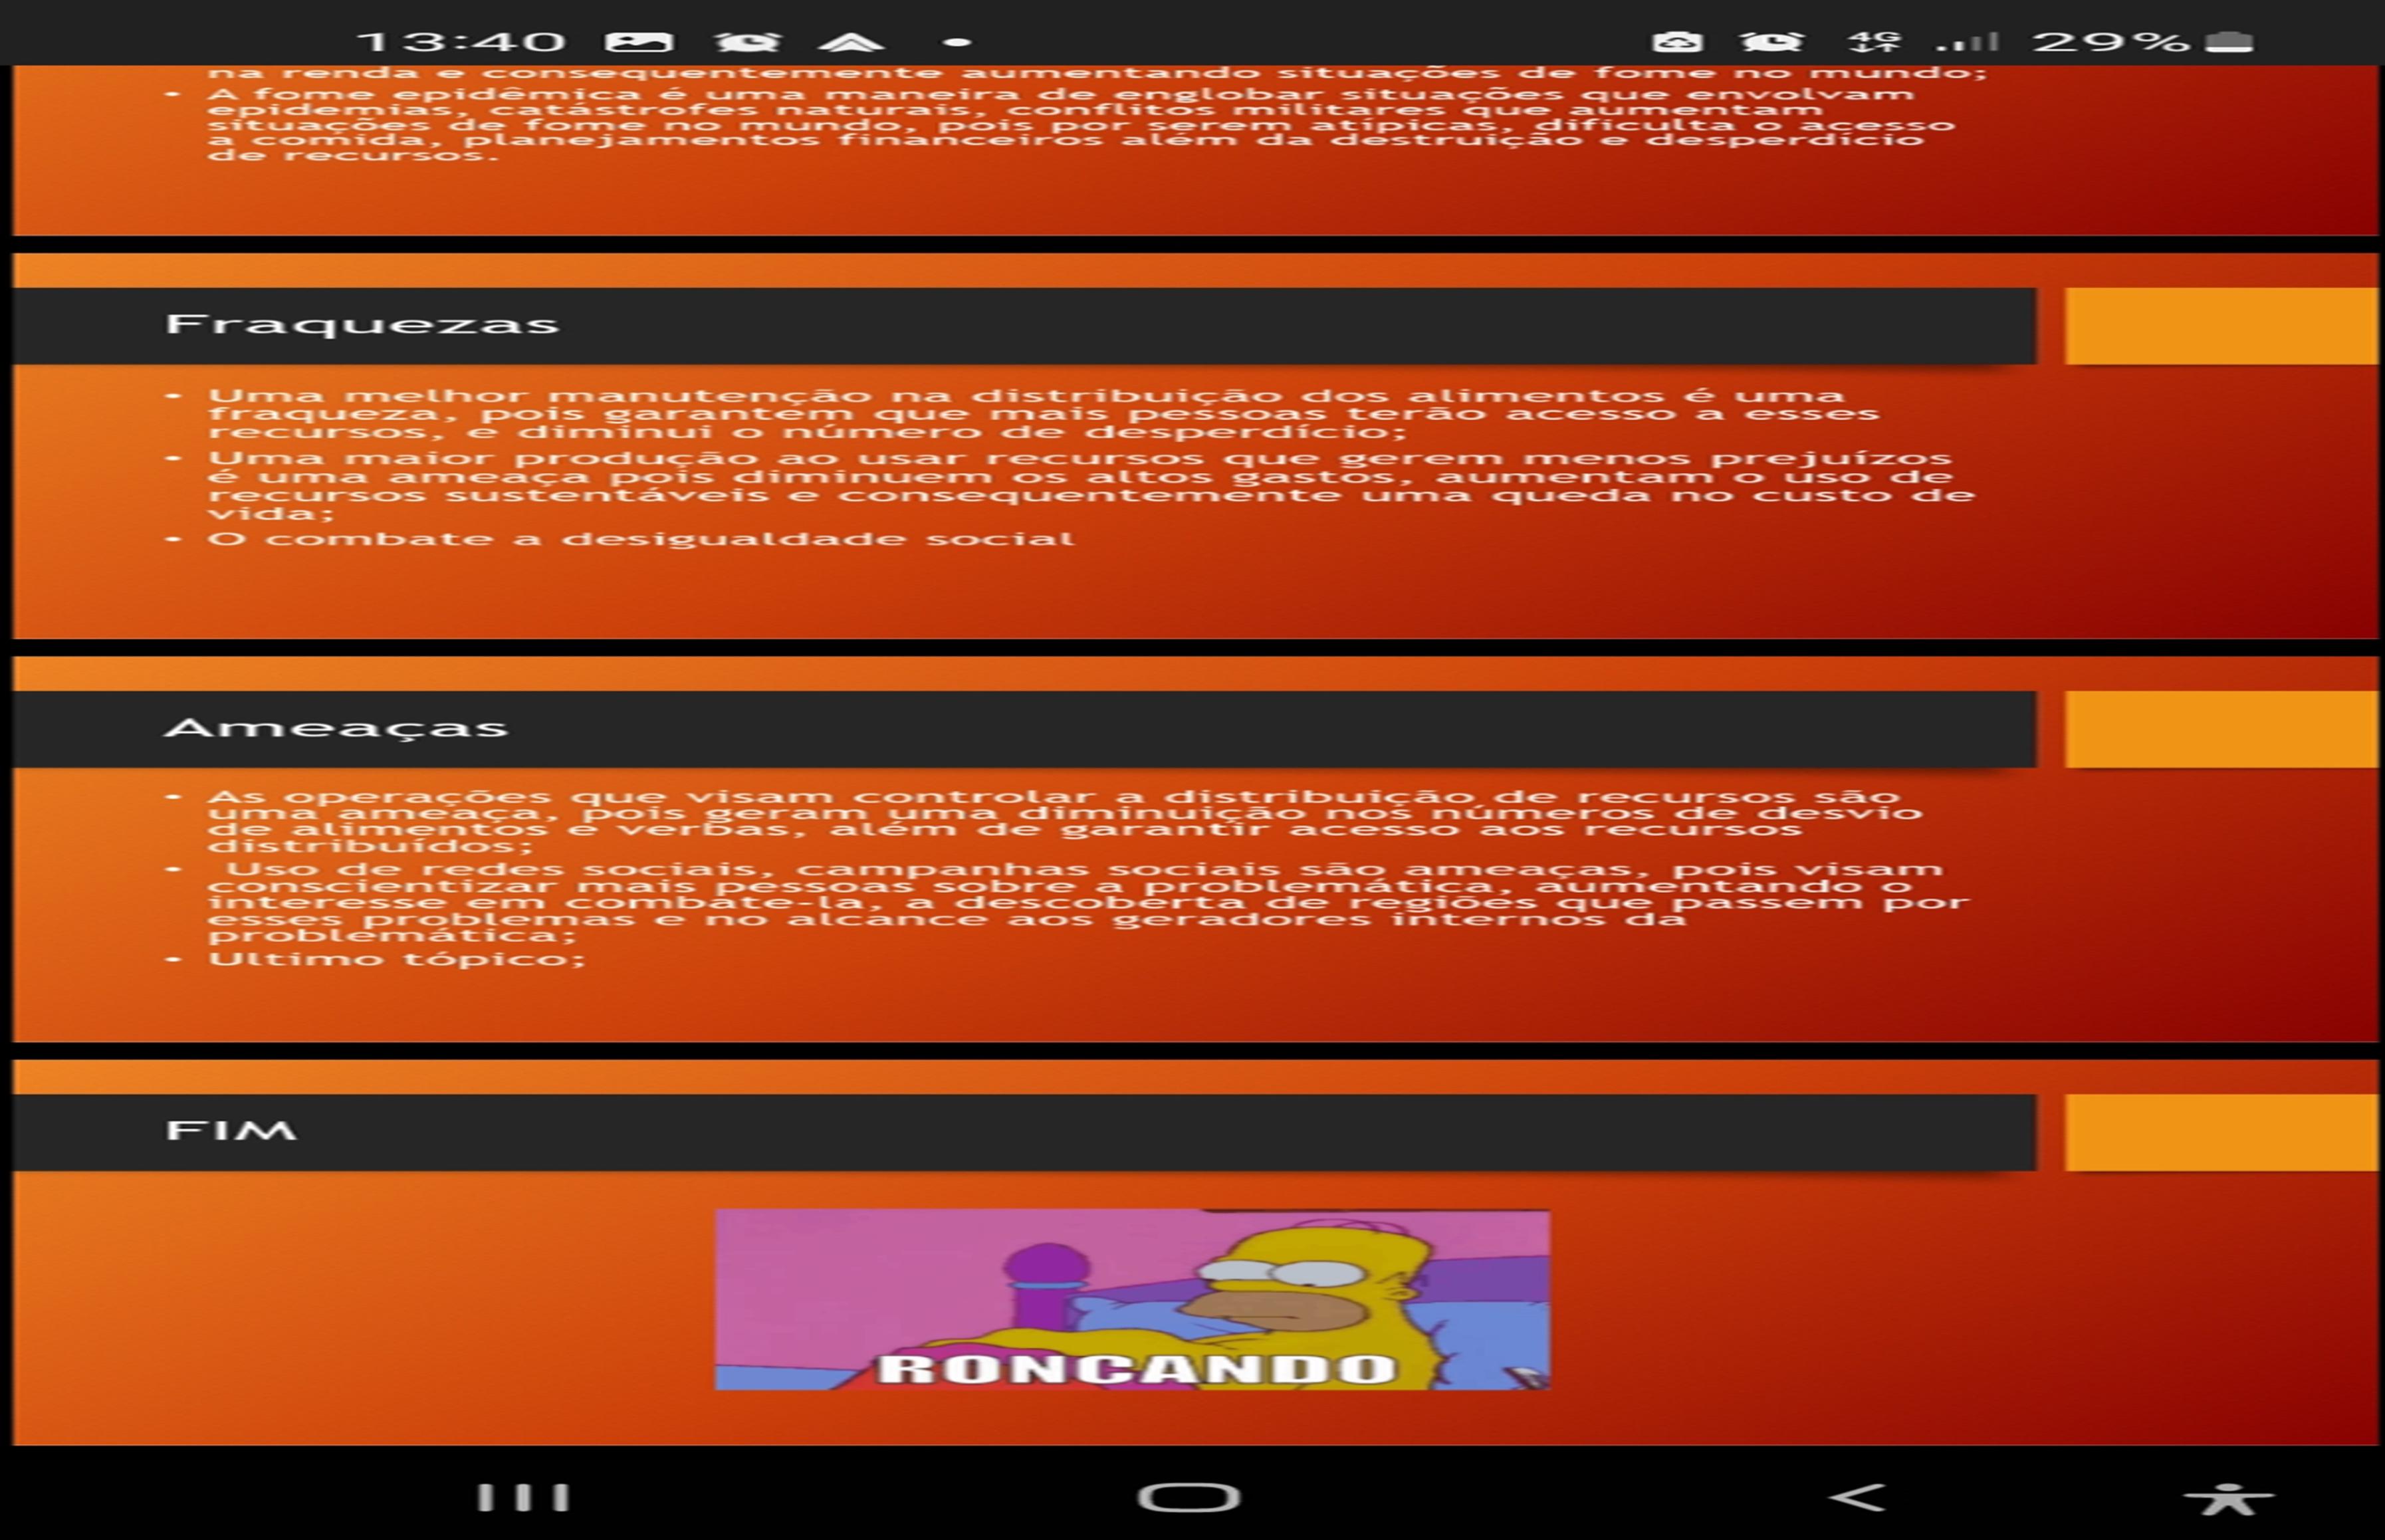 13:40
4G
29%
na renda e consequentemente aumentando situações de fome no mundo;
• A fome epidêmica é uma maneira de englobar situações que envolvam
epidemias, catástrofes naturais, conflitos militares que aumentam
situações de fome no mundo, pois por serem atípicas, dificulta o acesso
a comida, planejamentos financeiros além da destruição e desperdício
de recursos.
Fraquezas
• Uma melhor manutenção na distribuição dos alimentos é uma
fraqueza, pois garantem que mais pessoas terão acesso a esses
recursos, e diminui o número de desperdício;
• Uma maior produção ao usar recursos que gerem menos prejuízos
é uma ameaça pois diminuem os altos gastos, aumentam o uso de
recursos sustentáveis e consequentemente uma queda no custo de
vida;
• O combate a desigualdade social
Ameaças
• As operações que visam controlar a distribuição de recursos são
uma ameaça, pois geram uma diminuição nos números de desvio
de alimentos e verbas, além de garantir acesso aos recursos
distribuídos;
• Uso de redes sociais, campanhas sociais são ameaças, pois visam
conscientizar mais pessoas sobre a problemática, aumentando o
interesse em combate-la, a descoberta de regiões que passem por
esses problemas e no alcance aos geradores internos da
problemática;
• Ultimo tópico;
FIM
RONCANDO